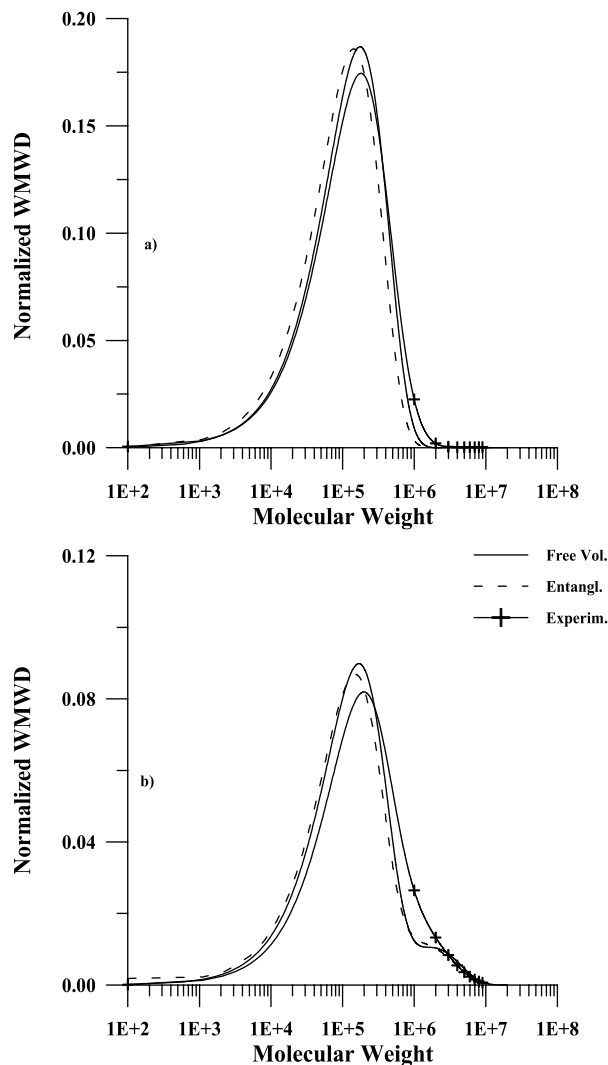 0.20
0.15
0.10
0.05
0.00
Normalized WMWD
a)
1E+2 1E+3 1E+4 1E+5 1E+6 1E+7 1E+8
Molecular Weight
0.12
0.08
0.04
0.00
Normalized WMWD
b)
Free Vol.
Entangl.
Experim.
1E+2 1E+3 1E+4 1E+5 1E+6 1E+7 1E+8
Molecular Weight